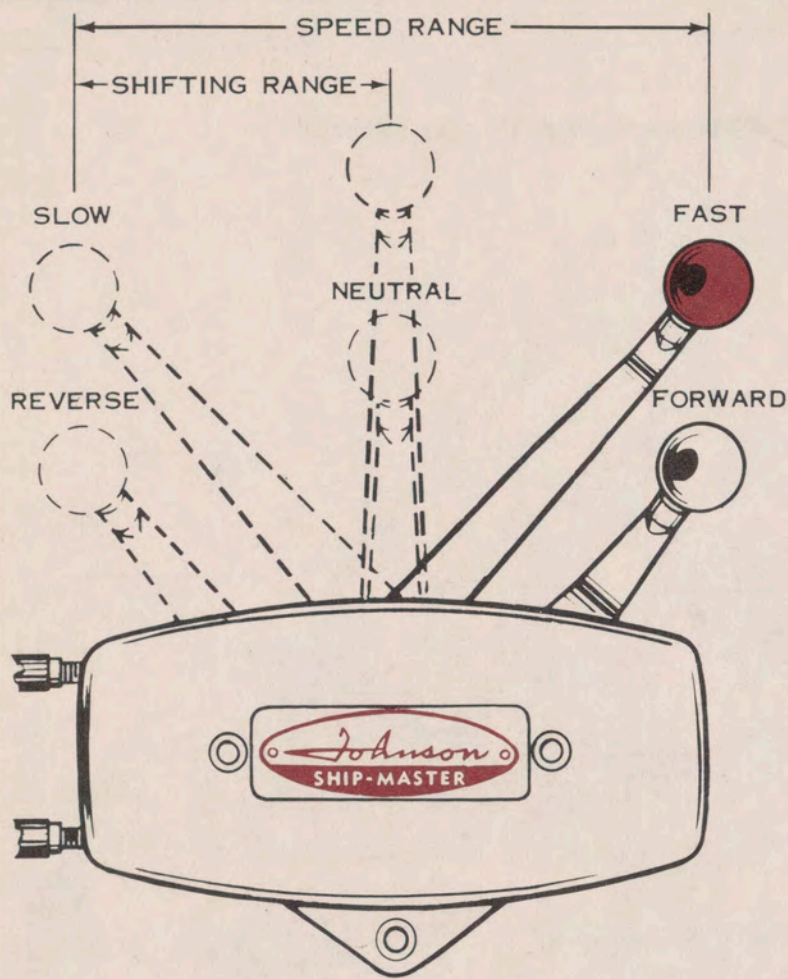 SPEED RANGE
SHIFTING RANGE
SLOW
FAST
NEUTRAL
REVERSE
FORWARD
Johnson
SHIP-MASTER